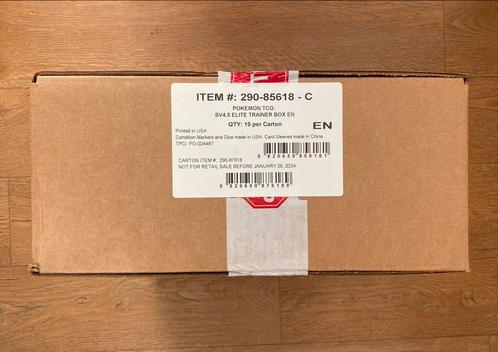 ITEM #: 290-85618 - C
POKEMON TCG:
SV4.5 ELITE TRAINER BOX EN
QTY: 10 per Carton
EN
Printed in USA
Condition Markers and Dice made in USA. Card Sleeves made in China
TPCi PO-024487
0 820650 856181
CARTON ITEM #: 290-87618
NOT FOR RETAIL SALE BEFORE JANUARY 26, 2024
0 820650 876189